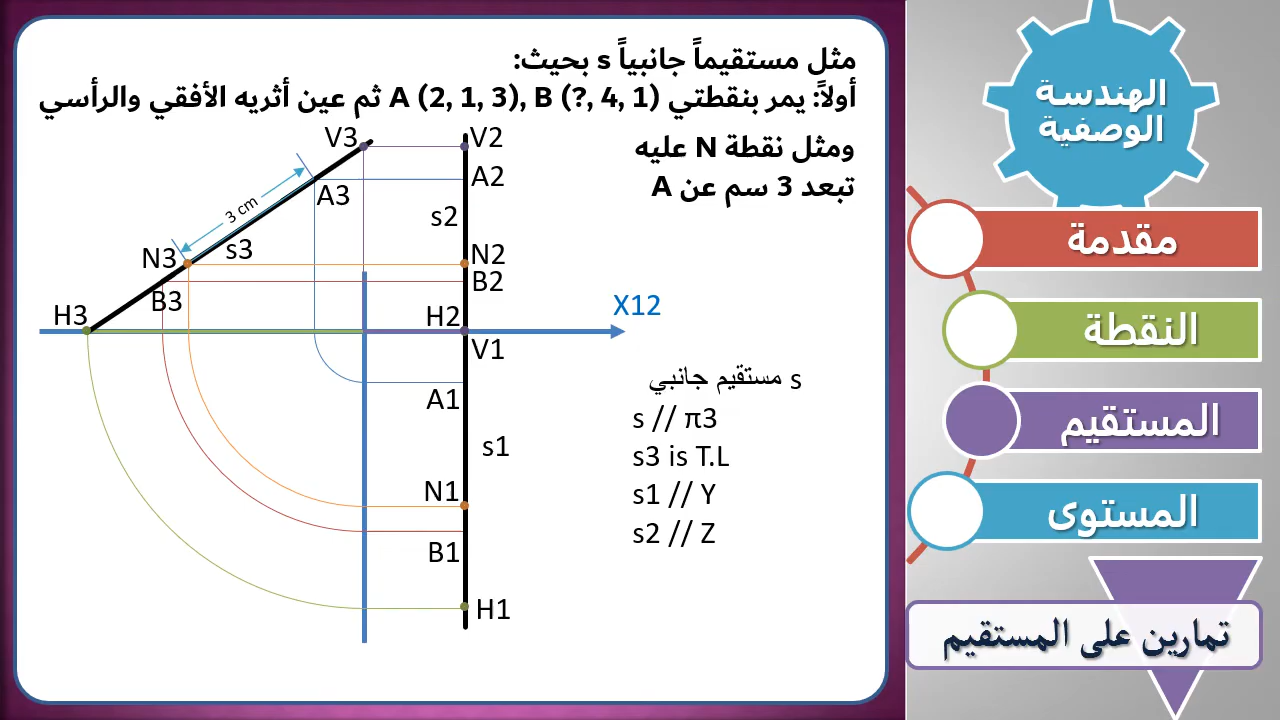 مثل مستقيماً جانبياً s بحيث:
أولاً: يمر بنقطتي A (2, 1, 3), B (?, 4, 1) ثم عين أثريه الأفقي والرأسي
ومثل نقطة N عليه
تبعد 3 سم عن A
V3
V2
A2
A3
3 cm
s2
s3
N3
N2
B2
B3
H3
H2
X12
V1
A1
s1
N1
B1
H1
s مستقيم جانبي
s // π3
s3 is T.L
s1 // Y
s2 // Z
الهندسة
الوصفية
مقدمة
النقطة
المستقيم
المستوى
تمارين على المستقيم